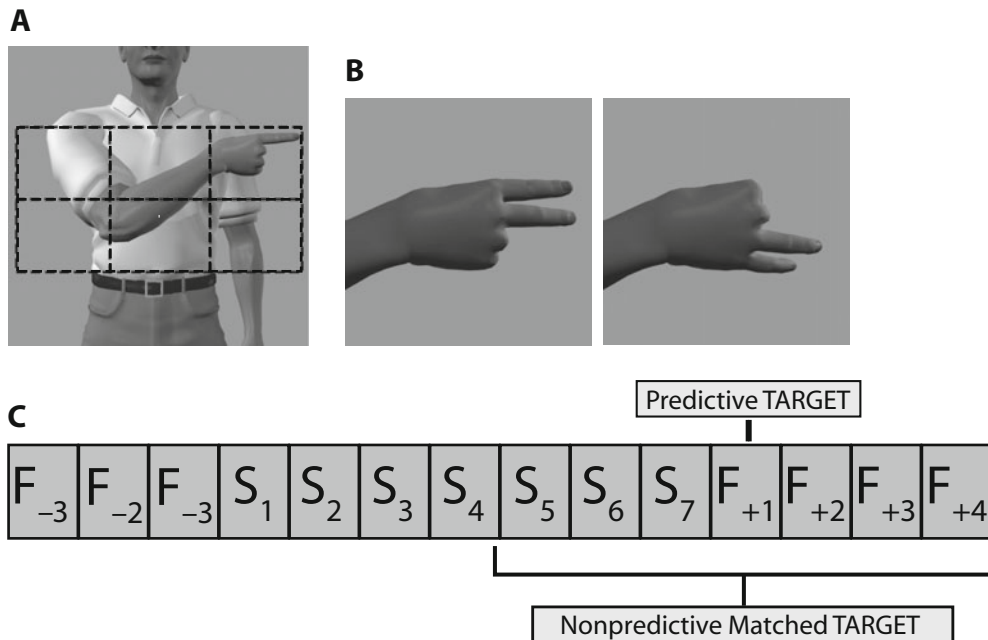 A
B
Predictive TARGET
C
F–3 F–2 F–3 S1 S2 S3 S4 S5 S6 S7 F+1 F+2 F+3 F+4
Nonpredictive Matched TARGET